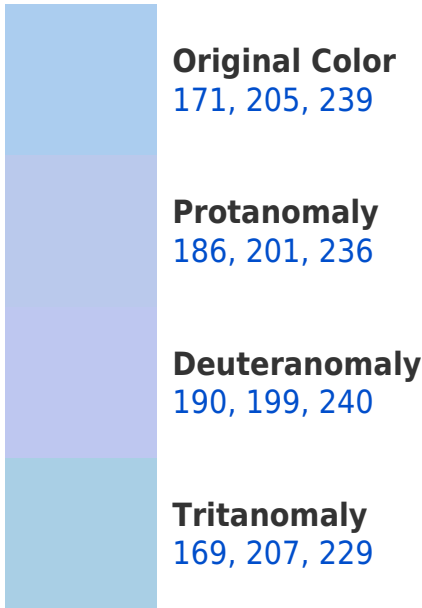 Original Color
171, 205, 239
Protanomaly
186, 201, 236
Deuteranomaly
190, 199, 240
Tritanomaly
169, 207, 229